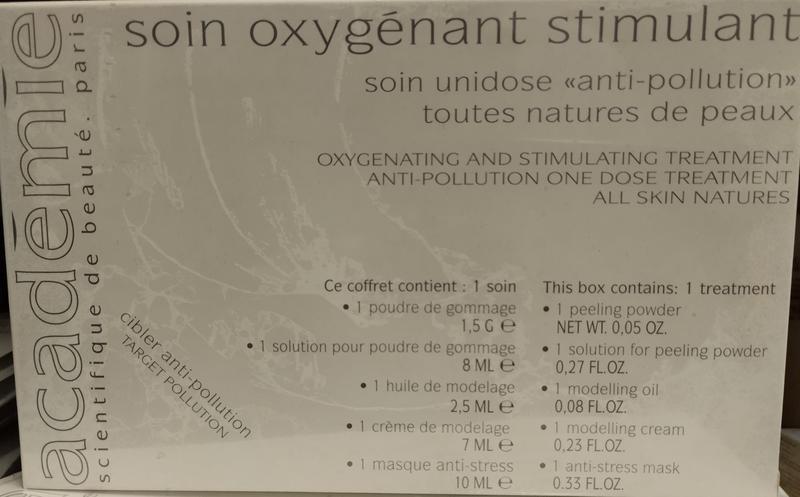 académie
scientifique de beauté. paris
soin oxygénant stimulant
soin unidose «anti-pollution»
toutes natures de peaux
OXYGENATING AND STIMULATING TREATMENT
ANTI-POLLUTION ONE DOSE TREATMENT
ALL SKIN NATURES
cibler anti-pollution
TARGET POLLUTION
Ce coffret contient : 1 soin
• 1 poudre de gommage
1,5 G ℮
• 1 solution pour poudre de gommage
8 ML ℮
• 1 huile de modelage
2,5 ML ℮
• 1 crème de modelage
7 ML ℮
• 1 masque anti-stress
10 ML ℮
This box contains: 1 treatment
• 1 peeling powder
NET WT. 0,05 OZ.
• 1 solution for peeling powder
0,27 FL.OZ.
• 1 modelling oil
0,08 FL.OZ.
• 1 modelling cream
0,23 FL.OZ.
• 1 anti-stress mask
0.33 FL.OZ.